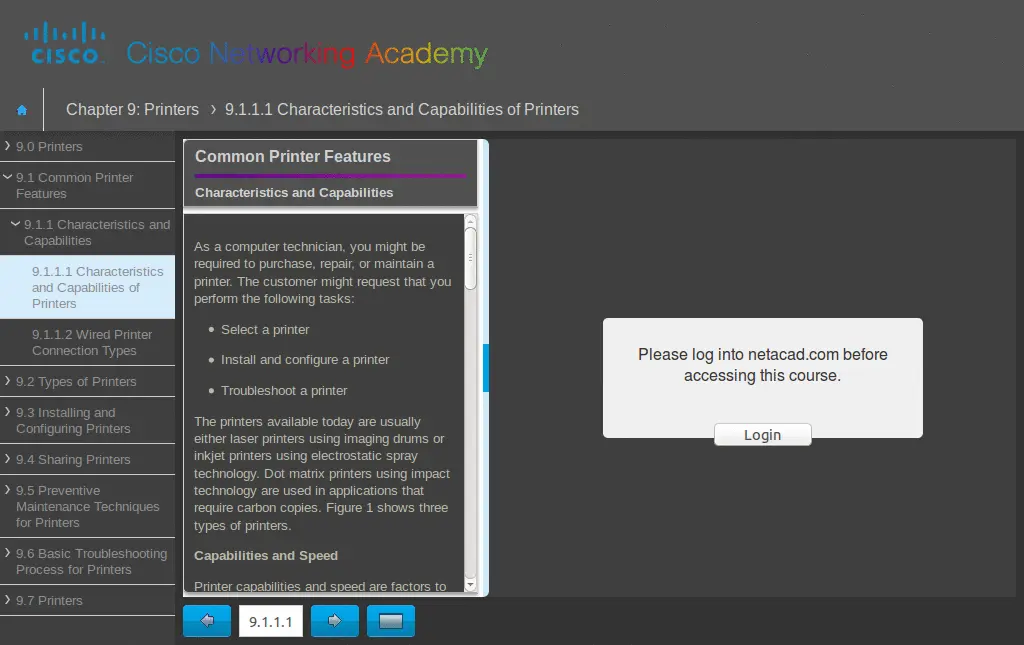 CISCO
Cisco Networking Academy
Chapter 9: Printers › 9.1.1.1 Characteristics and Capabilities of Printers
9.0 Printers
9.1 Common Printer
Features
9.1.1 Characteristics and
Capabilities
9.1.1.1 Characteristics
and Capabilities of
Printers
9.1.1.2 Wired Printer
Connection Types
9.2 Types of Printers
9.3 Installing and
Configuring Printers
9.4 Sharing Printers
9.5 Preventive
Maintenance Techniques
for Printers
9.6 Basic Troubleshooting
Process for Printers
9.7 Printers
Common Printer Features
Characteristics and Capabilities
As a computer technician, you might be
required to purchase, repair, or maintain a
printer. The customer might request that you
perform the following tasks:
• Select a printer
• Install and configure a printer
• Troubleshoot a printer
The printers available today are usually
either laser printers using imaging drums or
inkjet printers using electrostatic spray
technology. Dot matrix printers using impact
technology are used in applications that
require carbon copies. Figure 1 shows three
types of printers.
Capabilities and Speed
Printer capabilities and speed are factors to
Please log into netacad.com before
accessing this course.
Login
9.1.1.1